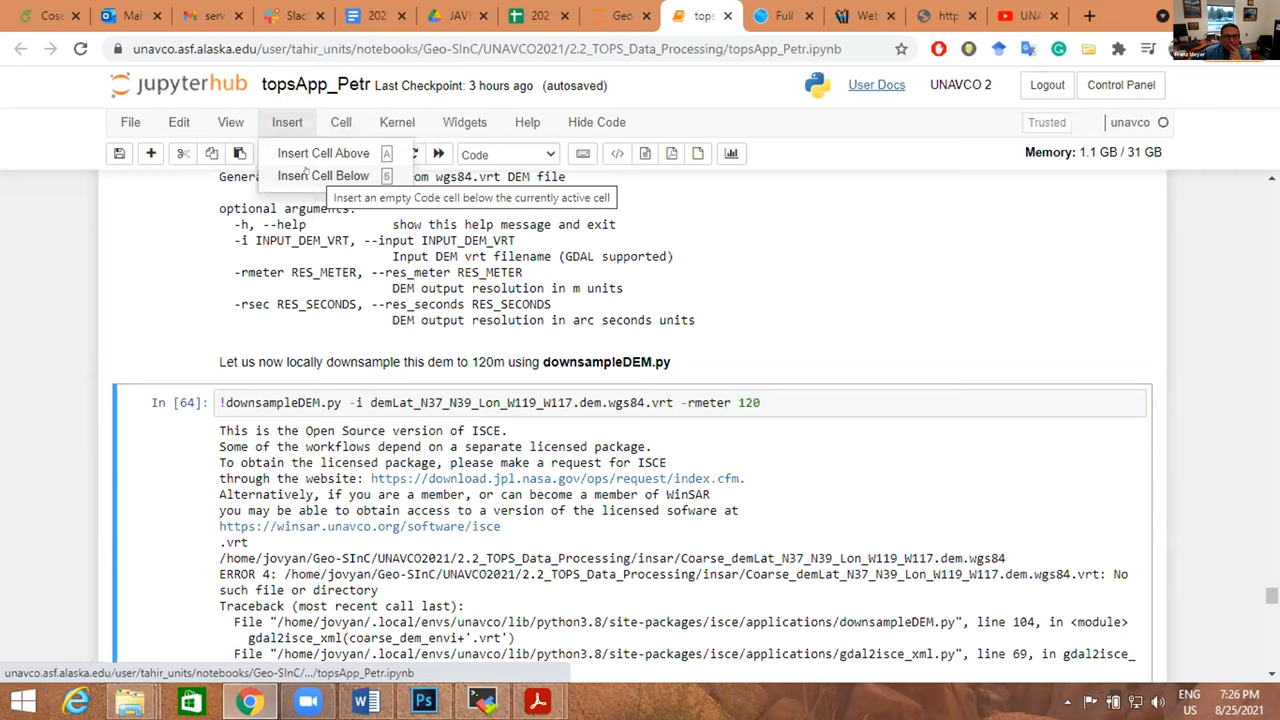 Cose
Mai
serv
Slack
202
JAVE
202
Geo
tops
Full
Web
http
UNA
Franz Meyer
unavco.asf.alaska.edu/user/tahir_units/notebooks/Geo-SInC/UNAVCO2021/2.2_TOPS_Data_Processing/topsApp_Petr.ipynb
jupyterhub topsApp_Petr Last Checkpoint: 3 hours ago (autosaved) User Docs UNAVCO 2 Logout Control Panel
File Edit View Insert Cell Kernel Widgets Help Hide Code Trusted unavco
Insert Cell Above A
Code
Memory: 1.1 / 31 GB
Insert Cell Below B
om wgs84.vrt DEM file
Insert an empty Code cell below the currently active cell
optional arguments:
-h, --help show this help message and exit
-i INPUT_DEM_VRT, --input INPUT_DEM_VRT
Input DEM vrt filename (GDAL supported)
-rmeter RES_METER, --res_meter RES_METER
DEM output resolution in m units
-rsec RES_SECONDS, --res_seconds RES_SECONDS
DEM output resolution in arc seconds units
Let us now locally downsample this dem to 120m using downsampleDEM.py
In [64]: !downsampleDEM.py -i demLat_N37_N39_Lon_W119_W117.dem.wgs84.vrt -rmeter 120
This is the Open Source version of ISCE.
Some of the workflows depend on a separate licensed package.
To obtain the licensed package, please make a request for ISCE
through the website: https://download.jpl.nasa.gov/ops/request/index.cfm.
Alternatively, if you are a member, or can become a member of WinSAR
you may be able to obtain access to a version of the licensed sofware at
https://winsar.unavco.org/software/isce
.vrt
/home/jovyan/Geo-SInC/UNAVCO2021/2.2_TOPS_Data_Processing/insar/Coarse_demLat_N37_N39_Lon_W119_W117.dem.wgs84
ERROR 4: /home/jovyan/Geo-SInC/UNAVCO2021/2.2_TOPS_Data_Processing/insar/Coarse_demLat_N37_N39_Lon_W119_W117.dem.wgs84.vrt: No
such file or directory
Traceback (most recent call last):
File "/home/jovyan/.local/envs/unavco/lib/python3.8/site-packages/isce/applications/downsampleDEM.py", line 104, in <module>
gdal2isce_xml(coarse_dem_envi+'.vrt')
File "/home/jovyan/.local/envs/unavco/lib/python3.8/site-packages/isce/applications/gdal2isce_xml.py", line 69, in gdal2isce_
unavco.asf.alaska.edu/user/tahir_units/notebooks/Geo-SInC/.../topsApp_Petr.ipynb
ENG 7:26 PM
US 8/25/2021